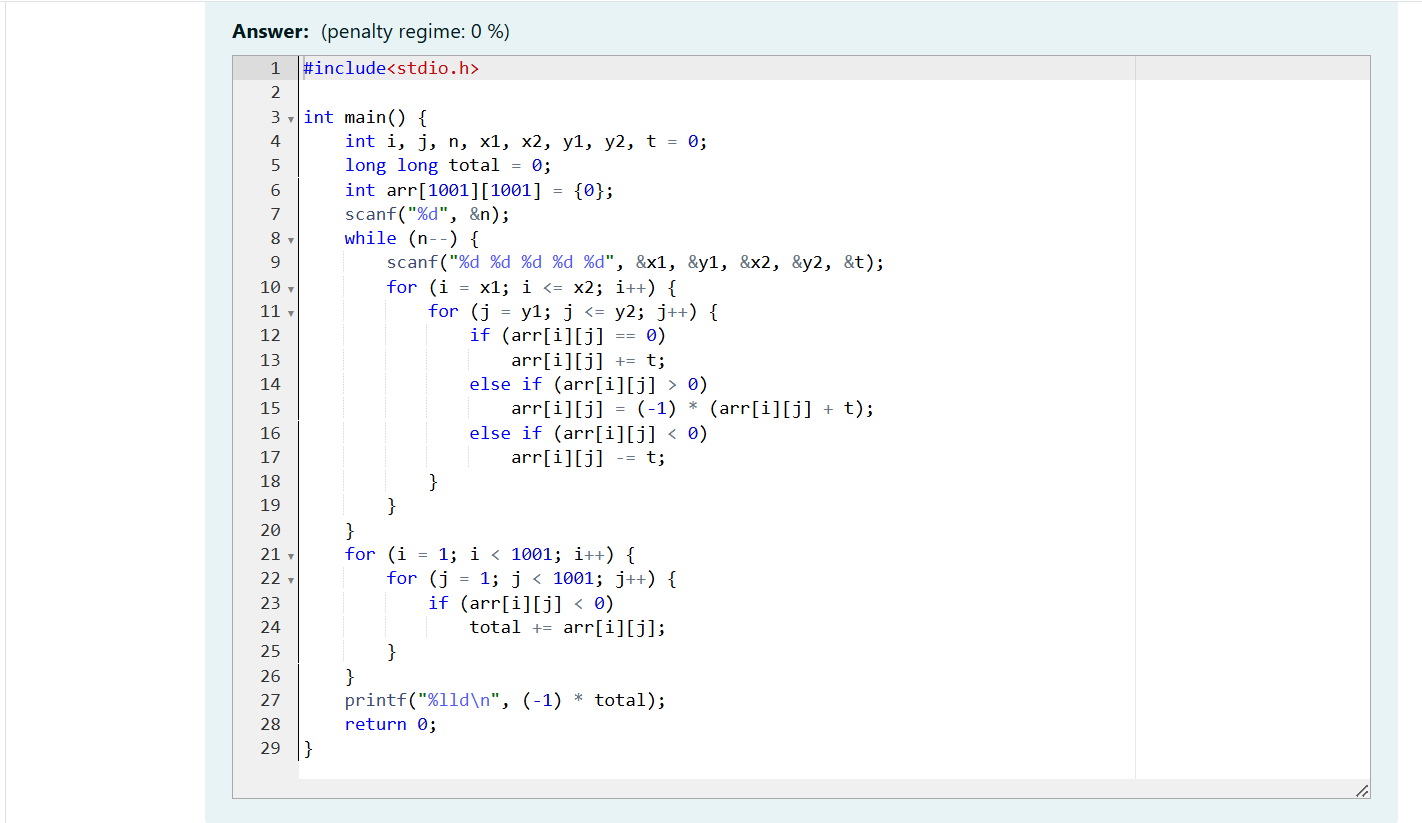 Answer: (penalty regime: 0 %)
1 #include<stdio.h>
2
3 int main() {
4     int i, j, n, x1, x2, y1, y2, t = 0;
5     long long total = 0;
6     int arr[1001][1001] = {0};
7     scanf("%d", &n);
8     while (n--) {
9         scanf("%d %d %d %d %d", &x1, &y1, &x2, &y2, &t);
10         for (i = x1; i <= x2; i++) {
11             for (j = y1; j <= y2; j++) {
12                 if (arr[i][j] == 0)
13                     arr[i][j] += t;
14                 else if (arr[i][j] > 0)
15                     arr[i][j] = (-1) * (arr[i][j] + t);
16                 else if (arr[i][j] < 0)
17                     arr[i][j] -= t;
18             }
19         }
20     }
21     for (i = 1; i < 1001; i++) {
22         for (j = 1; j < 1001; j++) {
23             if (arr[i][j] < 0)
24                 total += arr[i][j];
25         }
26     }
27     printf("%lld\n", (-1) * total);
28     return 0;
29 }